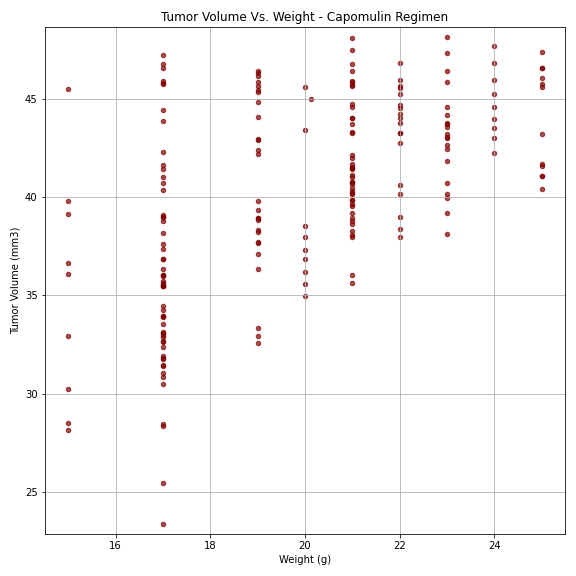 Tumor Volume Vs. Weight - Capomulin Regimen
45
40
35
30
25
Tumor Volume (mm3)
16 18 20 22 24
Weight (g)